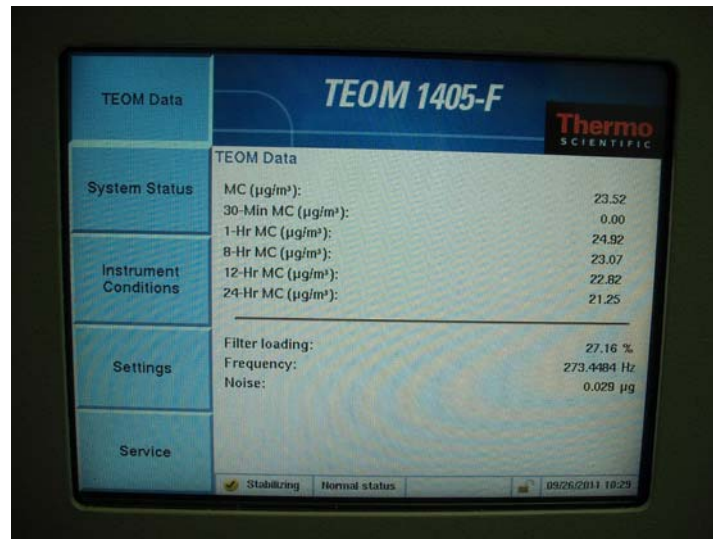 TEOM Data
TEOM 1405-F
Thermo
SCIENTIFIC
System Status
Instrument
Conditions
Settings
Service
TEOM Data
MC (µg/m³): 23.52
30-Min MC (µg/m³): 0.00
1-Hr MC (µg/m³): 24.92
8-Hr MC (µg/m³): 23.07
12-Hr MC (µg/m³): 22.82
24-Hr MC (µg/m³): 21.25
Filter loading: 27.16 %
Frequency: 273.4484 Hz
Noise: 0.029 µg
Stabilizing Normal status 09/26/2011 10:29